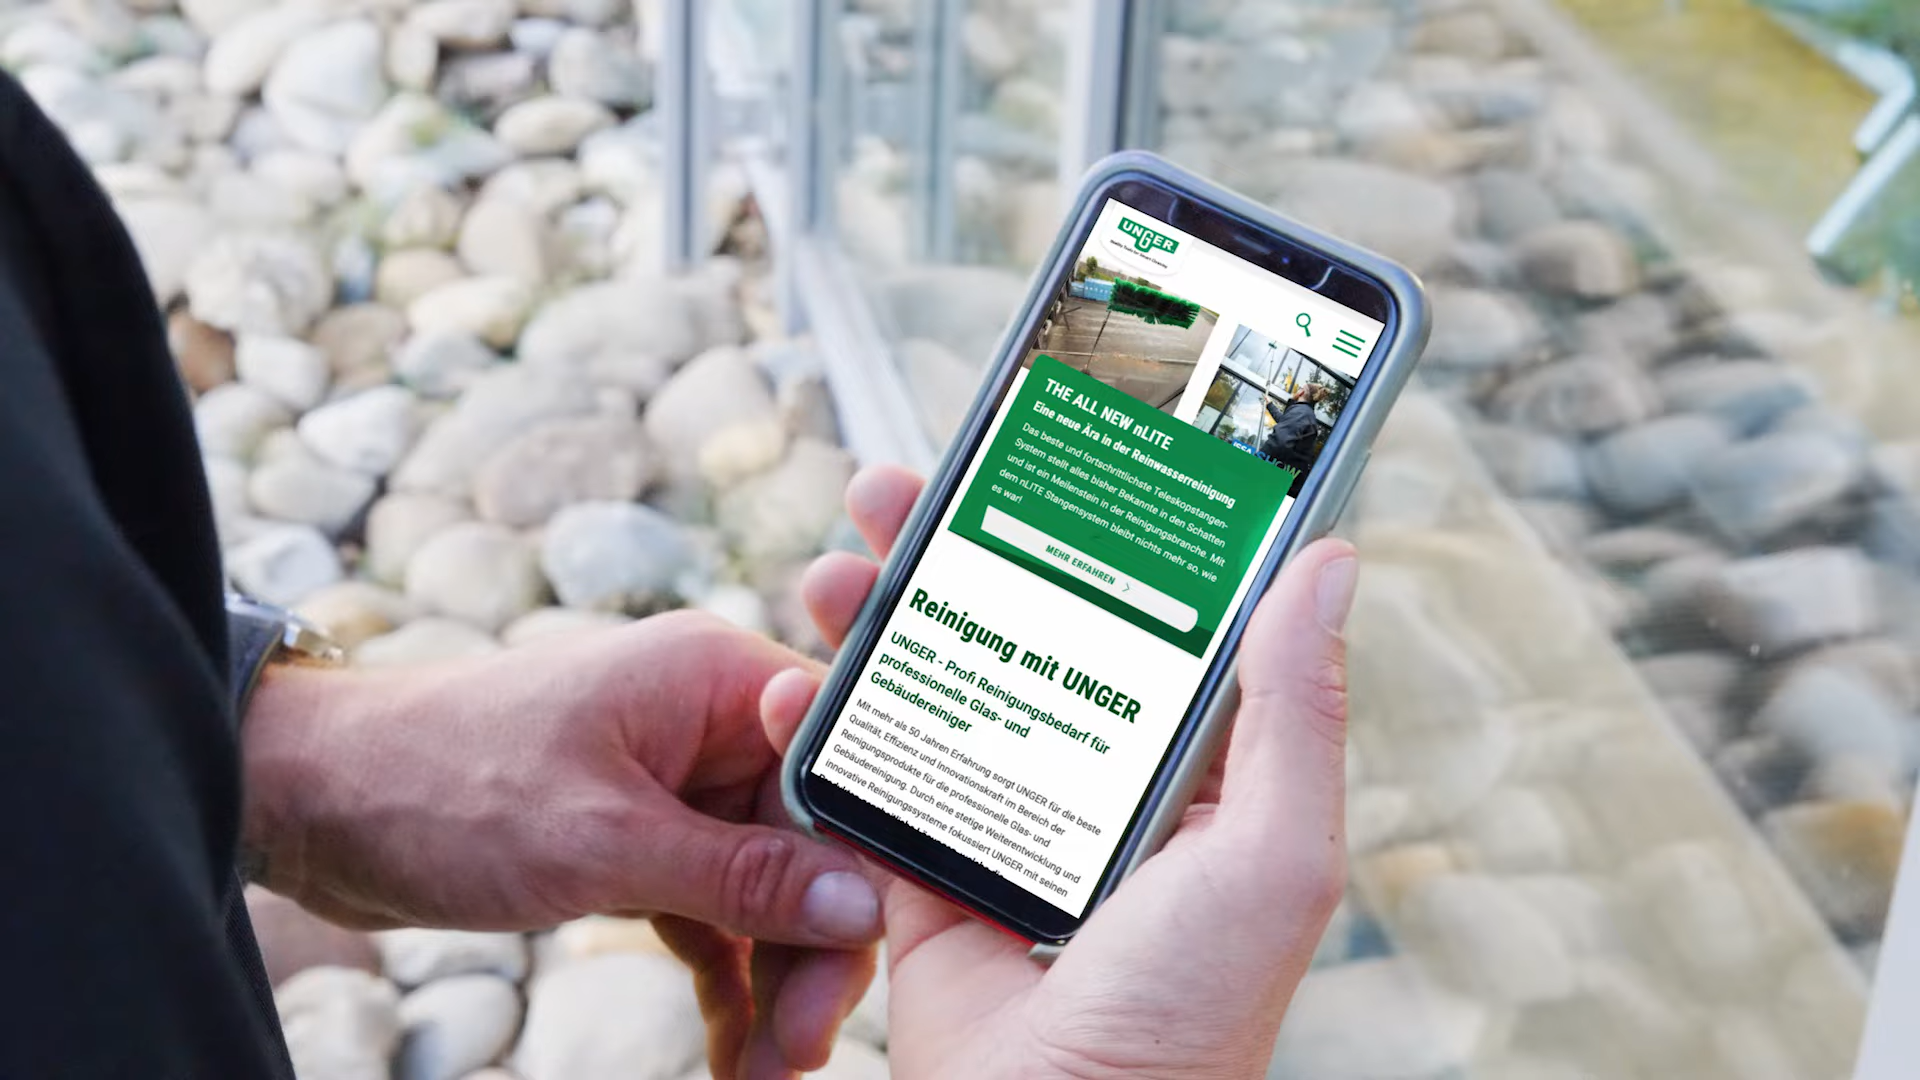 UNGER
THE ALL NEW nLITE
Eine neue Ära in der Reinwasserreinigung
Das beste und fortschrittlichste Teleskopstangen-
System stellt alles bisher Bekannte in den Schatten
und ist ein Meilenstein in der Reinigungsbranche. Mit
dem nLITE Stangensystem bleibt nichts mehr so, wie
es war!
MEHR ERFAHREN
Reinigung mit UNGER
UNGER - Profi Reinigungsbedarf für
professionelle Glas- und
Gebäudereiniger
Mit mehr als 50 Jahren Erfahrung sorgt UNGER für die beste
Qualität, Effizienz und Innovationskraft im Bereich der
Reinigungsprodukte für die professionelle Glas- und
Gebäudereinigung. Durch eine stetige Weiterentwicklung und
innovative Reinigungssysteme fokussiert UNGER mit seinen